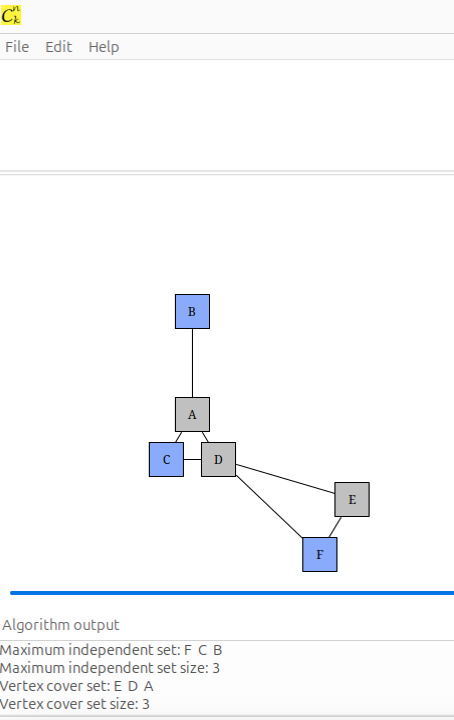 C n k
File Edit Help
B
A
C D
E
F
Algorithm output
Maximum independent set: F C B
Maximum independent set size: 3
Vertex cover set: E D A
Vertex cover set size: 3